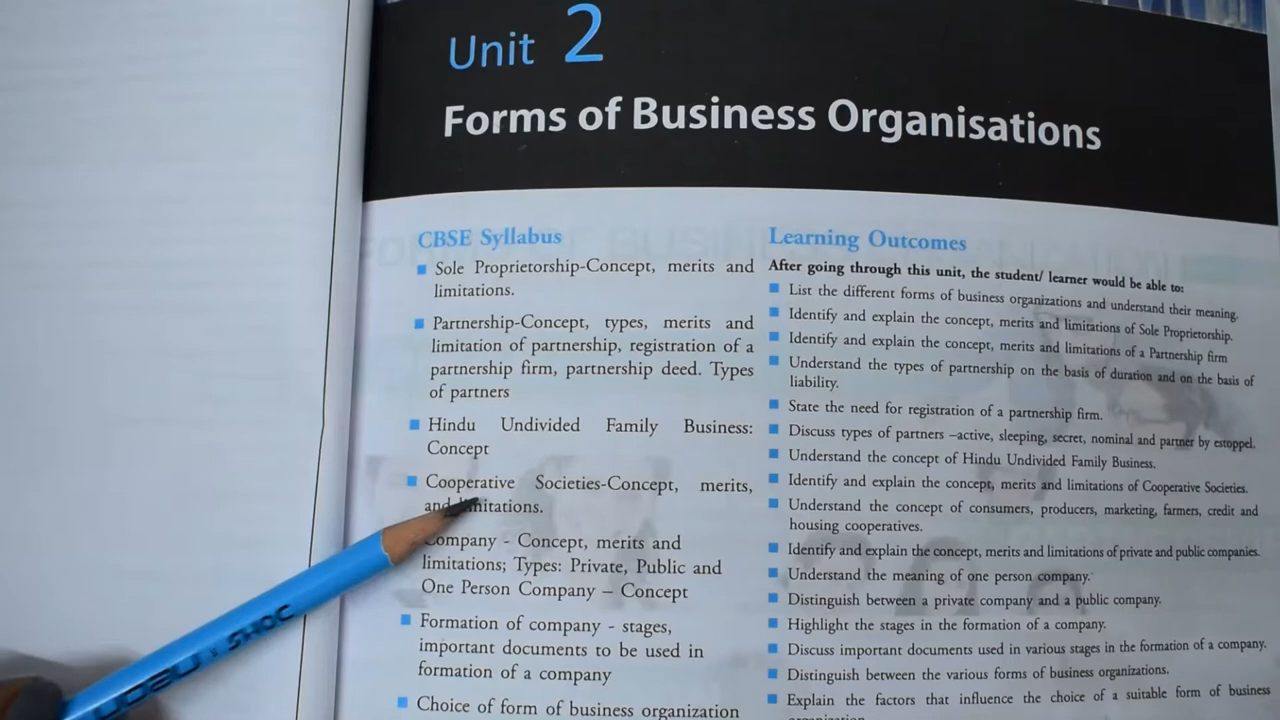 Unit 2
Forms of Business Organisations
CBSE Syllabus
Sole Proprietorship-Concept, merits and
limitations.
Partnership-Concept, types, merits and
limitation of partnership, registration of a
partnership firm, partnership deed. Types
of partners
Hindu Undivided Family Business:
Concept
Cooperative Societies-Concept, merits,
and limitations.
Company - Concept, merits and
limitations; Types: Private, Public and
One Person Company – Concept
Formation of company - stages,
important documents to be used in
formation of a company
Choice of form of business organization
Learning Outcomes
After going through this unit, the student/ learner would be able to:
List the different forms of business organizations and understand their meaning.
Identify and explain the concept, merits and limitations of Sole Proprietorship.
Identify and explain the concept, merits and limitations of a Partnership firm
Understand the types of partnership on the basis of duration and on the basis of
liability.
State the need for registration of a partnership firm.
Discuss types of partners –active, sleeping, secret, nominal and partner by estoppel.
Understand the concept of Hindu Undivided Family Business.
Identify and explain the concept, merits and limitations of Cooperative Societies.
Understand the concept of consumers, producers, marketing, farmers, credit and
housing cooperatives.
Identify and explain the concept, merits and limitations of private and public companies.
Understand the meaning of one person company.
Distinguish between a private company and a public company.
Highlight the stages in the formation of a company.
Discuss important documents used in various stages in the formation of a company.
Distinguish between the various forms of business organizations.
Explain the factors that influence the choice of a suitable form of business